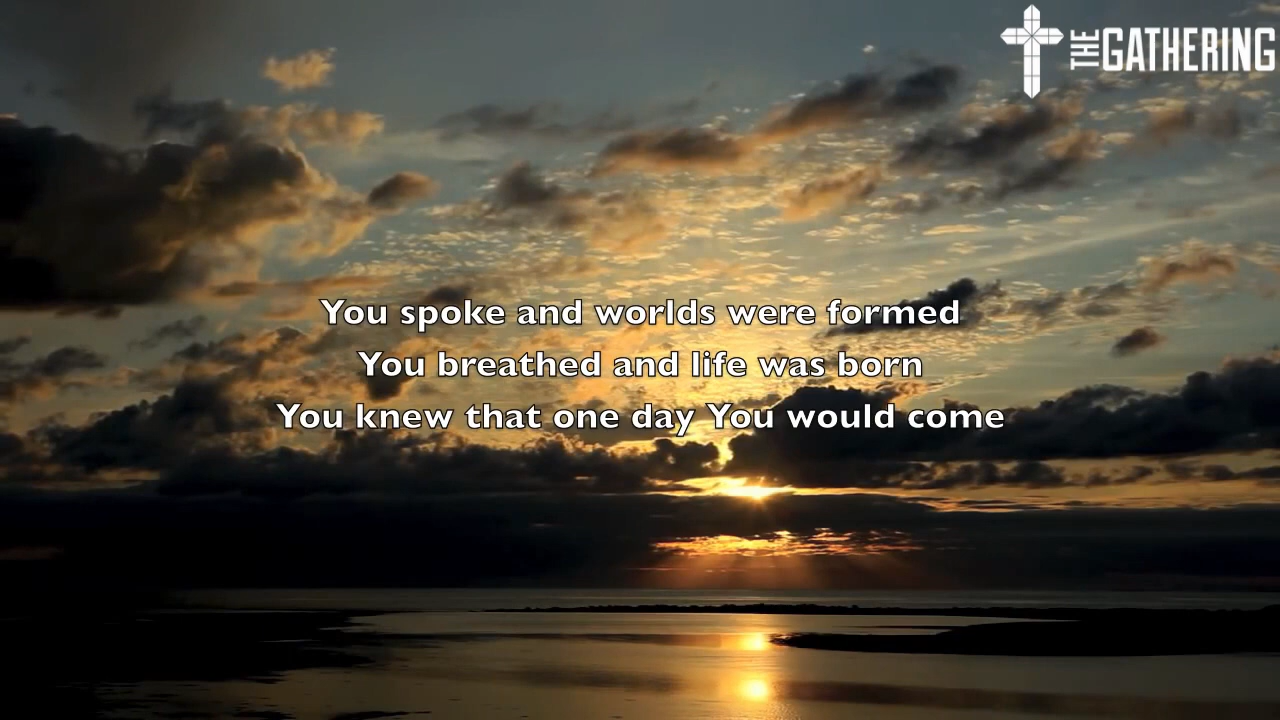 THE GATHERING
You spoke and worlds were formed
You breathed and life was born
You knew that one day You would come